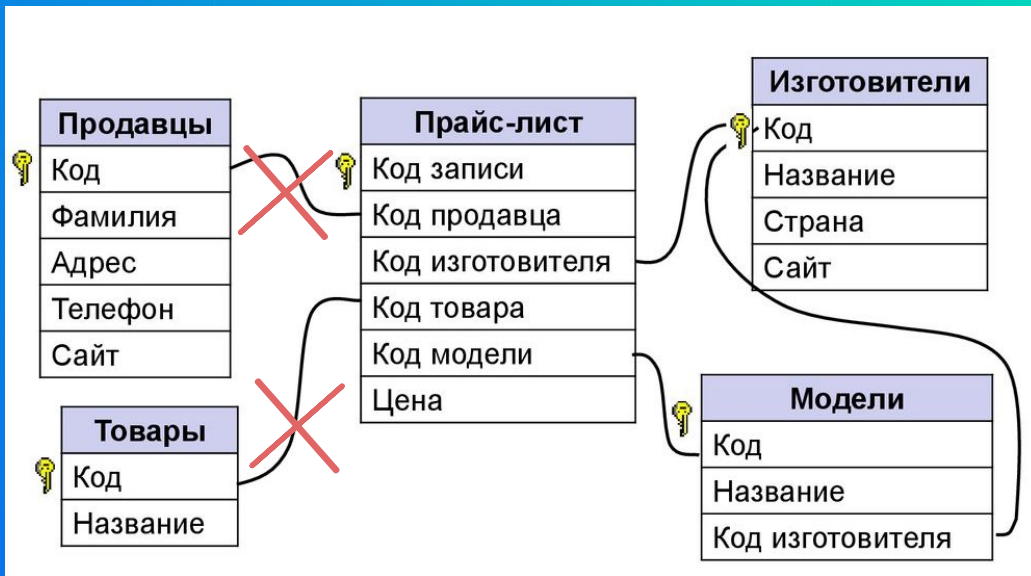 Продавцы
Код
Фамилия
Адрес
Телефон
Сайт
Товары
Код
Название
Прайс-лист
Код записи
Код продавца
Код изготовителя
Код товара
Код модели
Цена
Изготовители
Код
Название
Страна
Сайт
Модели
Код
Название
Код изготовителя